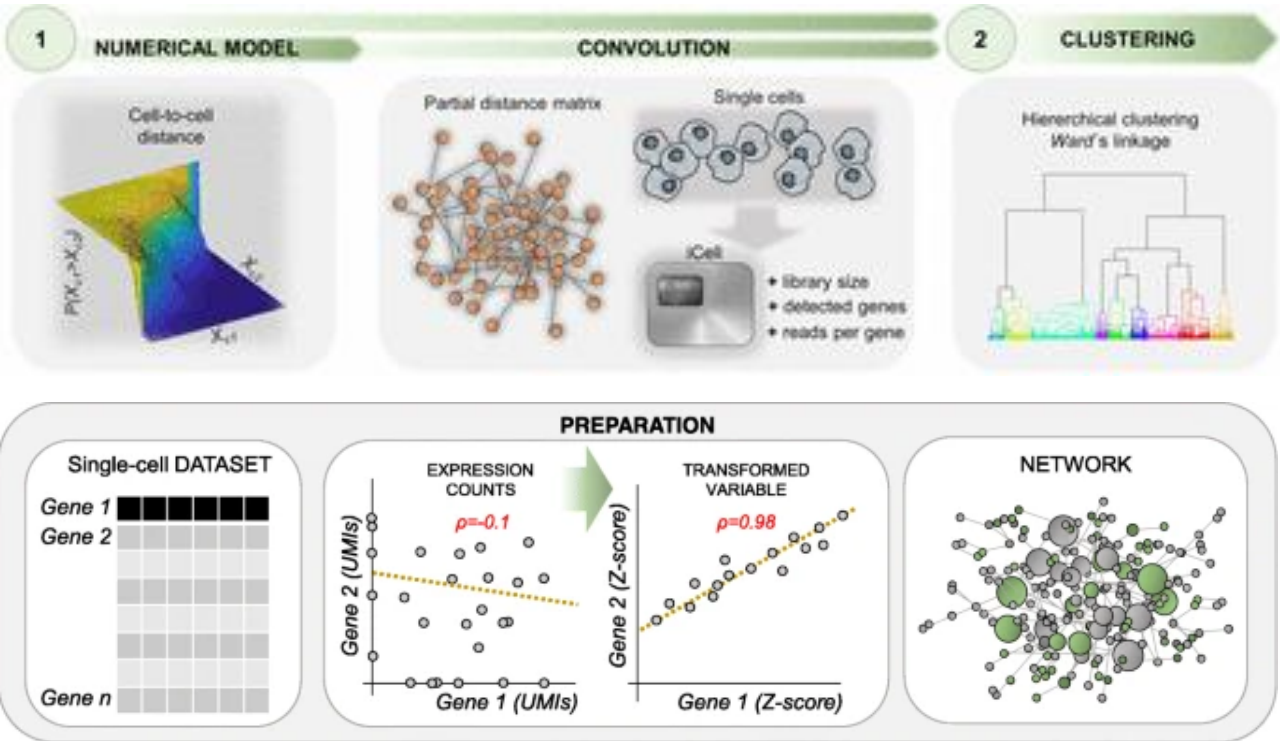 1
NUMERICAL MODEL
CONVOLUTION
2
CLUSTERING
Cell-to-cell
distance
Partial distance matrix
Single cells
iCell
+ library size
+ detected genes
+ reads per gene
Hiererchical clustering
Ward's linkage
PREPARATION
Single-cell DATASET
Gene 1
Gene 2
Gene n
EXPRESSION
COUNTS
ρ=-0.1
Gene 2 (UMIs)
Gene 1 (UMIs)
TRANSFORMED
VARIABLE
ρ=0.98
Gene 2 (Z-score)
Gene 1 (Z-score)
NETWORK